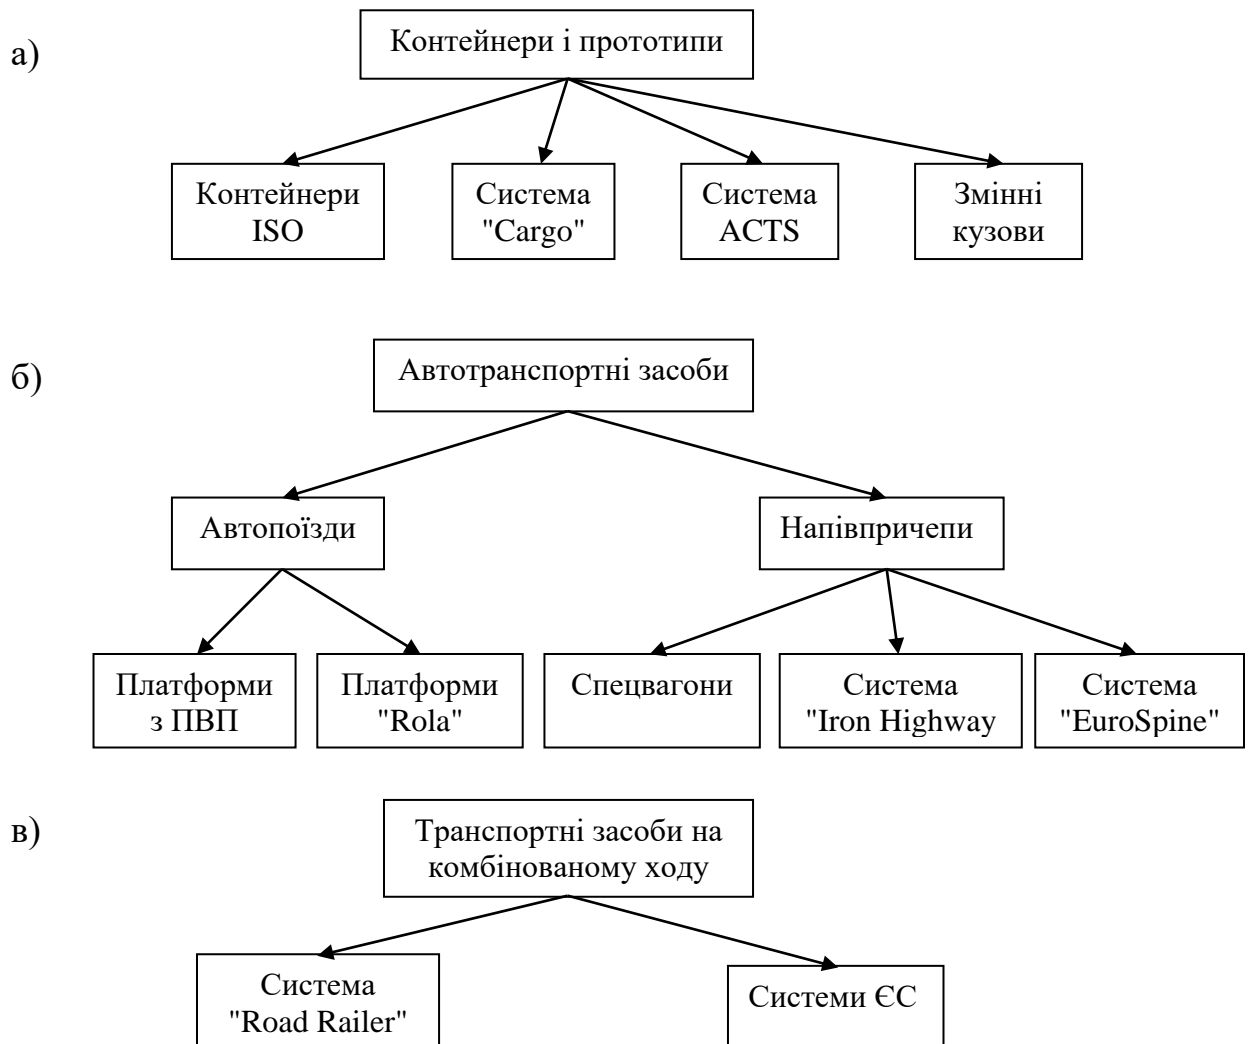 а)
Контейнери і прототипи
Контейнери
ISO
Система
"Cargo"
Система
ACTS
Змінні
кузови
б)
Автотранспортні засоби
Автопоїзди
Напівпричепи
Платформи
з ПВП
Платформи
"Rola"
Спецвагони
Система
"Iron Highway
Система
"EuroSpine"
в)
Транспортні засоби на
комбінованому ходу
Система
"Road Railer"
Системи ЄС